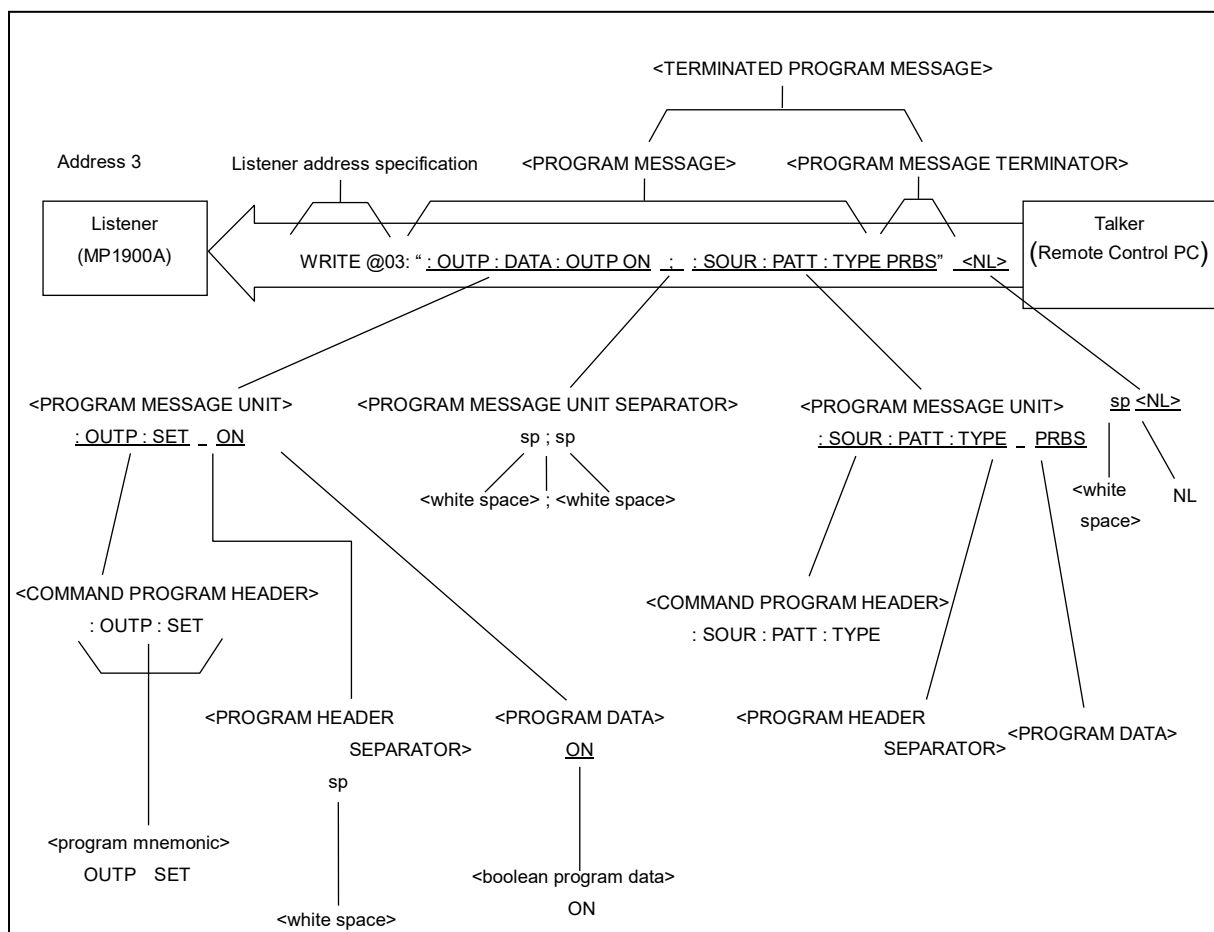 <TERMINATED PROGRAM MESSAGE>
Address 3
Listener address specification
<PROGRAM MESSAGE>
<PROGRAM MESSAGE TERMINATOR>
Listener
(MP1900A)
WRITE @03: “ : OUTP : DATA : OUTP ON ; : SOUR : PATT : TYPE PRBS” <NL>
Talker
(Remote Control PC)
<PROGRAM MESSAGE UNIT>
: OUTP : SET _ ON
<PROGRAM MESSAGE UNIT SEPARATOR>
sp ; sp
<white space> ; <white space>
<PROGRAM MESSAGE UNIT>
: SOUR : PATT : TYPE _ PRBS
sp <NL>
<white
space>
NL
<COMMAND PROGRAM HEADER>
: OUTP : SET
<COMMAND PROGRAM HEADER>
: SOUR : PATT : TYPE
<PROGRAM HEADER
SEPARATOR>
sp
<PROGRAM DATA>
ON
<PROGRAM HEADER
SEPARATOR>
<PROGRAM DATA>
<program mnemonic>
OUTP SET
<white space>
<boolean program data>
ON